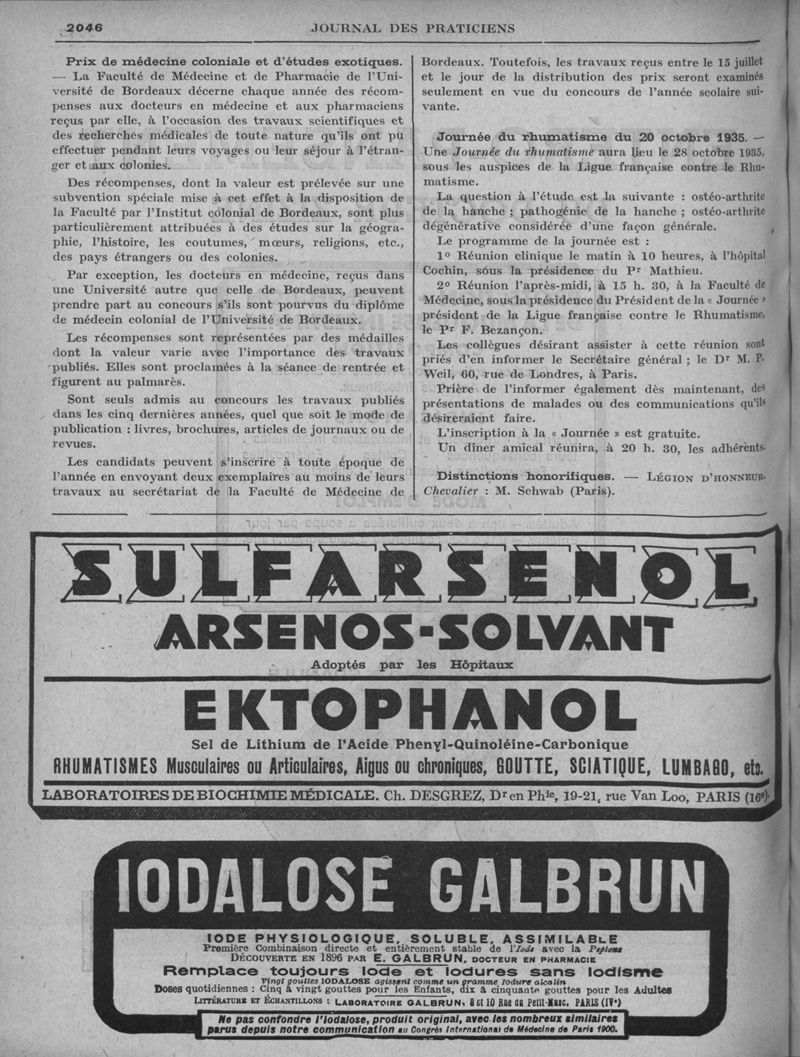 2046
JOURNAL DES PRATICIENS
Prix de médecine coloniale et d'études exotiques.
— La Faculté de Médecine et de Pharmacie de l'Uni-
versité de Bordeaux décerne chaque année des récom-
penses aux docteurs en médecine et aux pharmaciens
reçus par elle, à l'occasion des travaux scientifiques et
des recherches médicales de toute nature qu'ils ont pu
effectuer pendant leurs voyages ou leur séjour à l'étran-
ger et aux colonies.
Des récompenses, dont la valeur est prélevée sur une
subvention spéciale mise à cet effet à la disposition de
la Faculté par l'Institut colonial de Bordeaux, sont plus
particulièrement attribuées à des études sur la géogra-
phie, l'histoire, les coutumes, mœurs, religions, etc.,
des pays étrangers ou des colonies.
Par exception, les docteurs en médecine, reçus dans
une Université autre que celle de Bordeaux, peuvent
prendre part au concours s'ils sont pourvus du diplôme
de médecin colonial de l'Université de Bordeaux.
Les récompenses sont représentées par des médailles
dont la valeur varie avec l'importance des travaux
publiés. Elles sont proclamées à la séance de rentrée et
figurent au palmarès.
Sont seuls admis au concours les travaux publiés
dans les cinq dernières années, quel que soit le mode de
publication : livres, brochures, articles de journaux ou de
revues.
Les candidats peuvent s'inscrire à toute époque de
l'année en envoyant deux exemplaires au moins de leurs
travaux au secrétariat de la Faculté de Médecine de
Bordeaux. Toutefois, les travaux reçus entre le 15 juillet
et le jour de la distribution des prix seront examinés
seulement en vue du concours de l'année scolaire sui-
vante.
Journée du rhumatisme du 20 octobre 1935. —
Une Journée du rhumatisme aura lieu le 28 octobre 1935,
sous les auspices de la Ligue française contre le Rhu-
matisme.
La question à l'étude est la suivante : ostéo-arthrite
de la hanche ; pathogénie de la hanche ; ostéo-arthrite
dégénérative considérée d'une façon générale.
Le programme de la journée est :
1° Réunion clinique le matin à 10 heures, à l'hôpital
Cochin, sous la présidence du Pr Mathieu.
2° Réunion l'après-midi, à 15 h. 30, à la Faculté de
Médecine, sous la présidence du Président de la « Journée »
président de la Ligue française contre le Rhumatisme,
le Pr F. Bezançon.
Les collègues désirant assister à cette réunion sont
priés d'en informer le Secrétaire général ; le Dr M. P.
Weil, 60, rue de Londres, à Paris.
Prière de l'informer également dès maintenant, des
présentations de malades ou des communications qu'ils
désireraient faire.
L'inscription à la « Journée » est gratuite.
Un dîner amical réunira, à 20 h. 30, les adhérents.
Distinctions honorifiques. — LÉGION D'HONNEUR.
Chevalier : M. Schwab (Paris).
SULFARSENOL
ARSENOS-SOLVANT
Adoptés par les Hôpitaux
EKTOPHANOL
Sel de Lithium de l'Acide Phenyl-Quinoléine-Carbonique
RHUMATISMES Musculaires ou Articulaires, Aigus ou chroniques, GOUTTE, SCIATIQUE, LUMBAGO, etc.
LABORATOIRES DE BIOCHIMIE MÉDICALE. Ch. DESGREZ, Dr en Phie, 19-21, rue Van Loo, PARIS (16e).
IODALOSE GALBRUN
IODE PHYSIOLOGIQUE, SOLUBLE, ASSIMILABLE
Première Combinaison directe et entièrement stable de l'Iode avec la Peptone
DÉCOUVERTE EN 1896 PAR E. GALBRUN, DOCTEUR EN PHARMACIE
Remplace toujours Iode et Iodures sans Iodisme
Vingt gouttes IODALOSE agissent comme un gramme Iodure alcalin
Doses quotidiennes : Cinq à vingt gouttes pour les Enfants, dix à cinquante gouttes pour les Adultes
LITTÉRATURE ET ÉCHANTILLONS : LABORATOIRE GALBRUN, 8 et 10 Rue du Petit-Musc, PARIS (IVe)
Ne pas confondre l'Iodalose, produit original, avec les nombreux similaires
parus depuis notre communication au Congrès International de Médecine de Paris 1900.